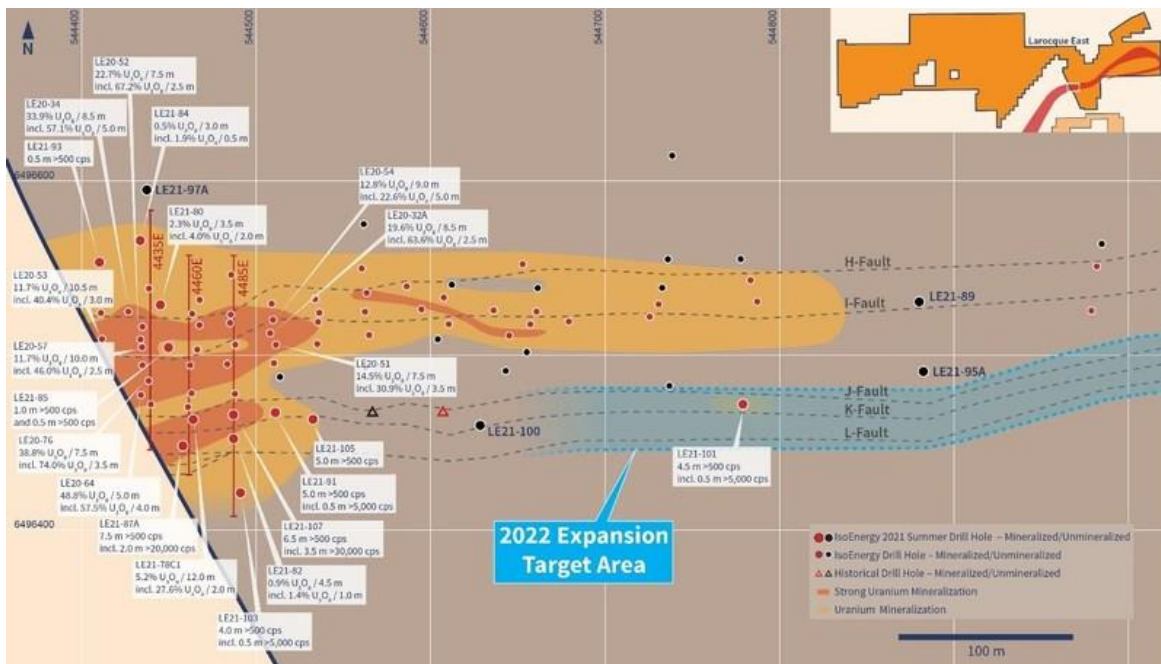 544400
544500
544600
544700
544800
N
Larocque East
LE20-52
22.7% U₃O₈ / 7.5 m
incl. 67.2% U₃O₈ / 2.5 m
LE20-34
33.9% U₃O₈ / 8.5 m
incl. 57.1% U₃O₈ / 5.0 m
LE21-84
0.5% U₃O₈ / 3.0 m
incl. 1.9% U₃O₈ / 0.5 m
LE21-93
0.5 m >500 cps
6496600
LE21-97A
LE20-54
12.8% U₃O₈ / 9.0 m
incl. 22.6% U₃O₈ / 5.0 m
LE21-80
2.3% U₃O₈ / 3.5 m
incl. 4.0% U₃O₈ / 2.0 m
LE20-32A
19.6% U₃O₈ / 8.5 m
incl. 63.6% U₃O₈ / 2.5 m
4435E
4460E
4485E
H-Fault
LE20-53
11.7% U₃O₈ / 10.5 m
incl. 40.4% U₃O₈ / 3.0 m
I-Fault
LE21-89
LE20-57
11.7% U₃O₈ / 10.0 m
incl. 46.0% U₃O₈ / 2.5 m
LE20-51
14.5% U₃O₈ / 7.5 m
incl. 30.9% U₃O₈ / 3.5 m
LE21-95A
J-Fault
K-Fault
L-Fault
LE21-85
1.0 m >500 cps
and 0.5 m >500 cps
LE21-100
LE20-76
38.8% U₃O₈ / 7.5 m
incl. 74.0% U₃O₈ / 3.5 m
LE21-105
5.0 m >500 cps
LE21-101
4.5 m >500 cps
incl. 0.5 m >5,000 cps
LE20-64
48.8% U₃O₈ / 5.0 m
incl. 57.5% U₃O₈ / 4.0 m
LE21-91
5.0 m >500 cps
incl. 0.5 m >5,000 cps
LE21-87A
7.5 m >500 cps
incl. 2.0 m >20,000 cps
LE21-107
6.5 m >500 cps
incl. 3.5 m >30,000 cps
6496400
2022 Expansion
Target Area
LE21-78C1
5.2% U₃O₈ / 12.0 m
incl. 27.6% U₃O₈ / 2.0 m
LE21-82
0.9% U₃O₈ / 4.5 m
incl. 1.4% U₃O₈ / 1.0 m
LE21-103
4.0 m >500 cps
incl. 0.5 m >5,000 cps
IsoEnergy 2021 Summer Drill Hole – Mineralized/Unmineralized
IsoEnergy Drill Hole – Mineralized/Unmineralized
Historical Drill Hole – Mineralized/Unmineralized
Strong Uranium Mineralization
Uranium Mineralization
100 m